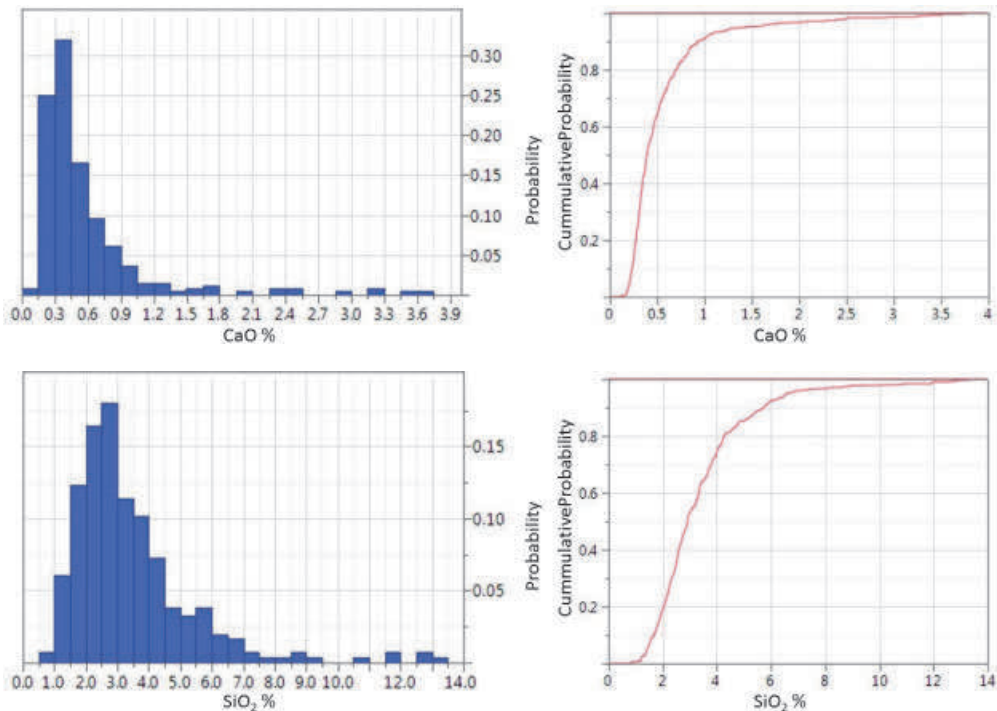 0.30
0.25
0.20
0.15
0.10
0.05
Probability
0.0 0.3 0.6 0.9 1.2 1.5 1.8 2.1 2.4 2.7 3.0 3.3 3.6 3.9
CaO %
CummulativeProbability
0.8
0.6
0.4
0.2
0 0.5 1 1.5 2 2.5 3 3.5 4
CaO %
0.15
0.10
0.05
Probability
0.0 1.0 2.0 3.0 4.0 5.0 6.0 7.0 8.0 10.0 12.0 14.0
SiO₂ %
CummulativeProbability
0.8
0.6
0.4
0.2
0 2 4 6 8 10 12 14
SiO₂ %